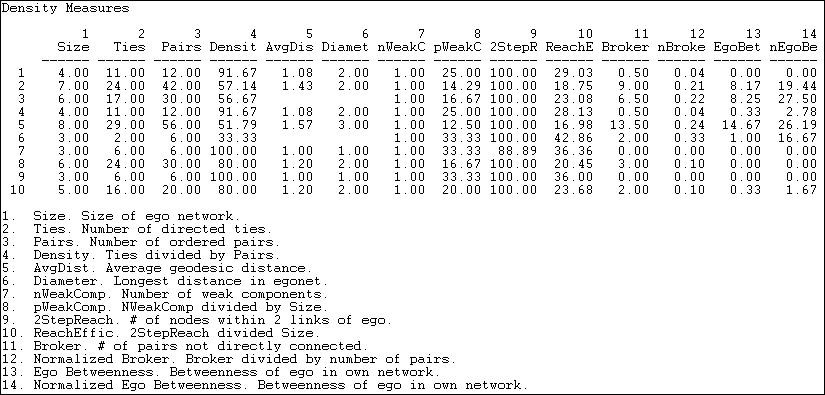 Density Measures
1 2 3 4 5 6 7 8 9 10 11 12 13 14
Size Ties Pairs Densit AvgDis Diamet nWeakC pWeakC 2StepR ReachE Broker nBroke EgoBet nEgoBe
------ ------ ------ ------ ------ ------ ------ ------ ------ ------ ------ ------ ------ ------
1 4.00 11.00 12.00 91.67 1.08 2.00 1.00 25.00 100.00 29.03 0.50 0.04 0.00 0.00
2 7.00 24.00 42.00 57.14 1.43 2.00 1.00 14.29 100.00 18.75 9.00 0.21 8.17 19.44
3 6.00 17.00 30.00 56.67 1.00 16.67 100.00 23.08 6.50 0.22 8.25 27.50
4 4.00 11.00 12.00 91.67 1.08 2.00 1.00 25.00 100.00 28.13 0.50 0.04 0.33 2.78
5 8.00 29.00 56.00 51.79 1.57 3.00 1.00 12.50 100.00 16.98 13.50 0.24 14.67 26.19
6 3.00 2.00 6.00 33.33 1.00 33.33 100.00 42.86 2.00 0.33 1.00 16.67
7 3.00 6.00 6.00 100.00 1.00 1.00 1.00 33.33 88.89 36.36 0.00 0.00 0.00 0.00
8 6.00 24.00 30.00 80.00 1.20 2.00 1.00 16.67 100.00 20.45 3.00 0.10 0.00 0.00
9 3.00 6.00 6.00 100.00 1.00 1.00 1.00 33.33 100.00 36.00 0.00 0.00 0.00 0.00
10 5.00 16.00 20.00 80.00 1.20 2.00 1.00 20.00 100.00 23.68 2.00 0.10 0.33 1.67
1. Size. Size of ego network.
2. Ties. Number of directed ties.
3. Pairs. Number of ordered pairs.
4. Density. Ties divided by Pairs.
5. AvgDist. Average geodesic distance.
6. Diameter. Longest distance in egonet.
7. nWeakComp. Number of weak components.
8. pWeakComp. NWeakComp divided by Size.
9. 2StepReach. # of nodes within 2 links of ego.
10. ReachEffic. 2StepReach divided Size.
11. Broker. # of pairs not directly connected.
12. Normalized Broker. Broker divided by number of pairs.
13. Ego Betweenness. Betweenness of ego in own network.
14. Normalized Ego Betweenness. Betweenness of ego in own network.